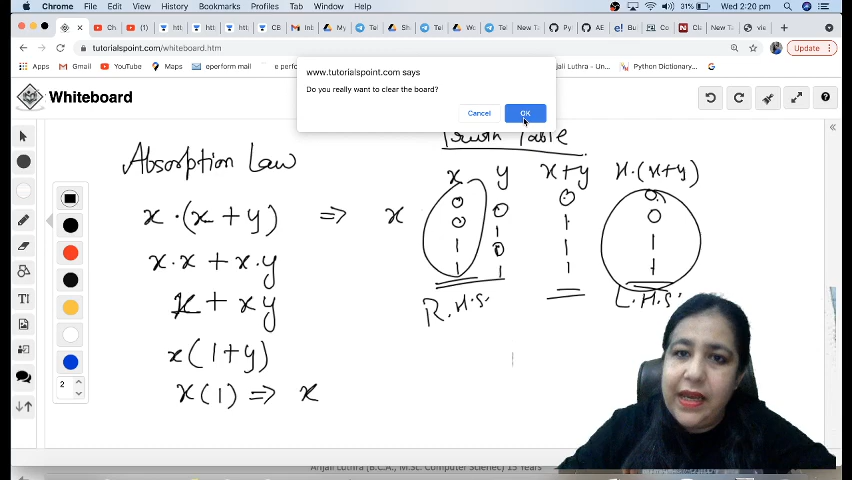 Chrome File Edit View History Bookmarks Profiles Tab Window Help 31% Wed 2:20 pm
tutorialspoint.com/whiteboard.htm Update
Apps Gmail YouTube Maps eperform Python Dictionary...
www.tutorialspoint.com says
Do you really want to clear the board?
Cancel OK
Whiteboard
Absorption Law
x · (x + y) ⇒ x
x · x + x · y
x + xy
x (1 + y)
x (1) ⇒ x
Truth Table
x y x+y x·(x+y)
0 0 0 0
0 1 1 0
1 0 1 1
1 1 1 1
R.H.S. L.H.S.
TI
2
Anjali Luthra (B.C.A., M.Sc. Computer Science) 15 Years